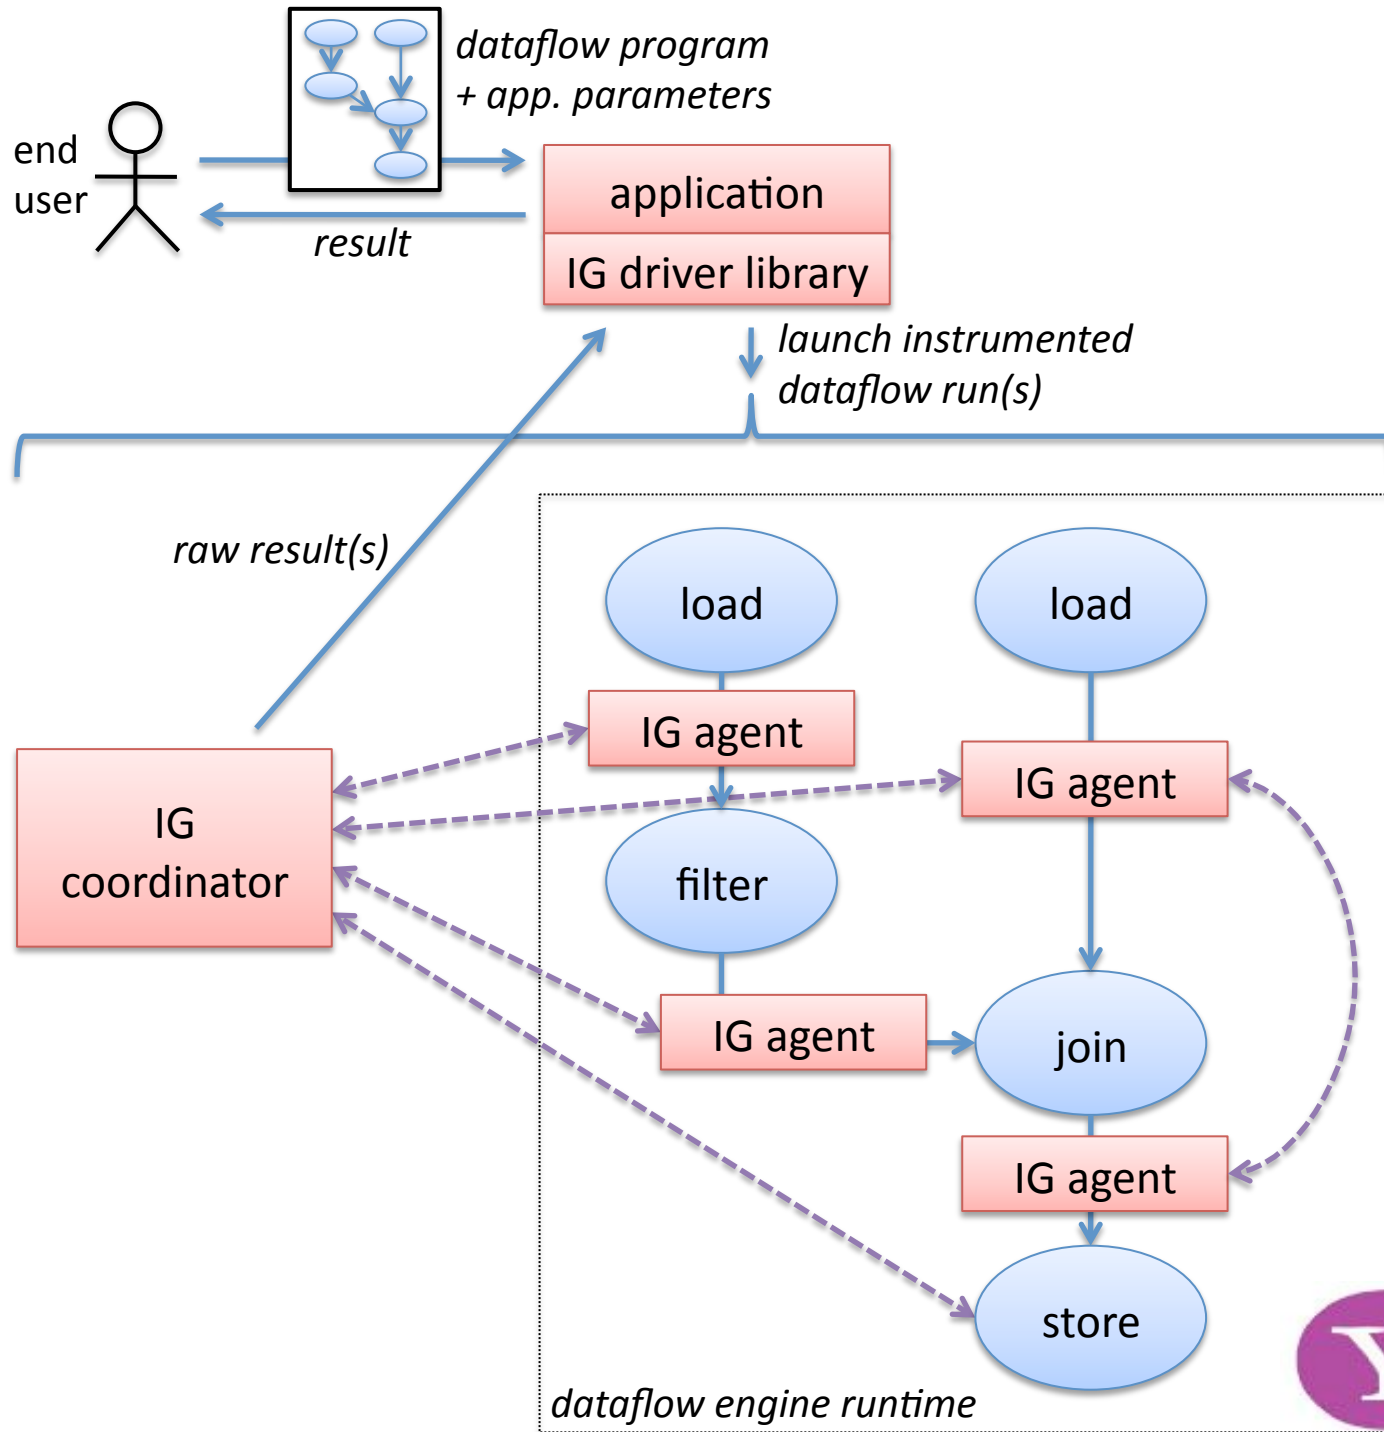 dataflow program
+ app. parameters
end
user
application
result
IG driver library
launch instrumented
dataflow run(s)
raw result(s)
load
load
IG agent
IG agent
IG
coordinator
filter
IG agent
join
IG agent
store
Y
dataflow engine runtime